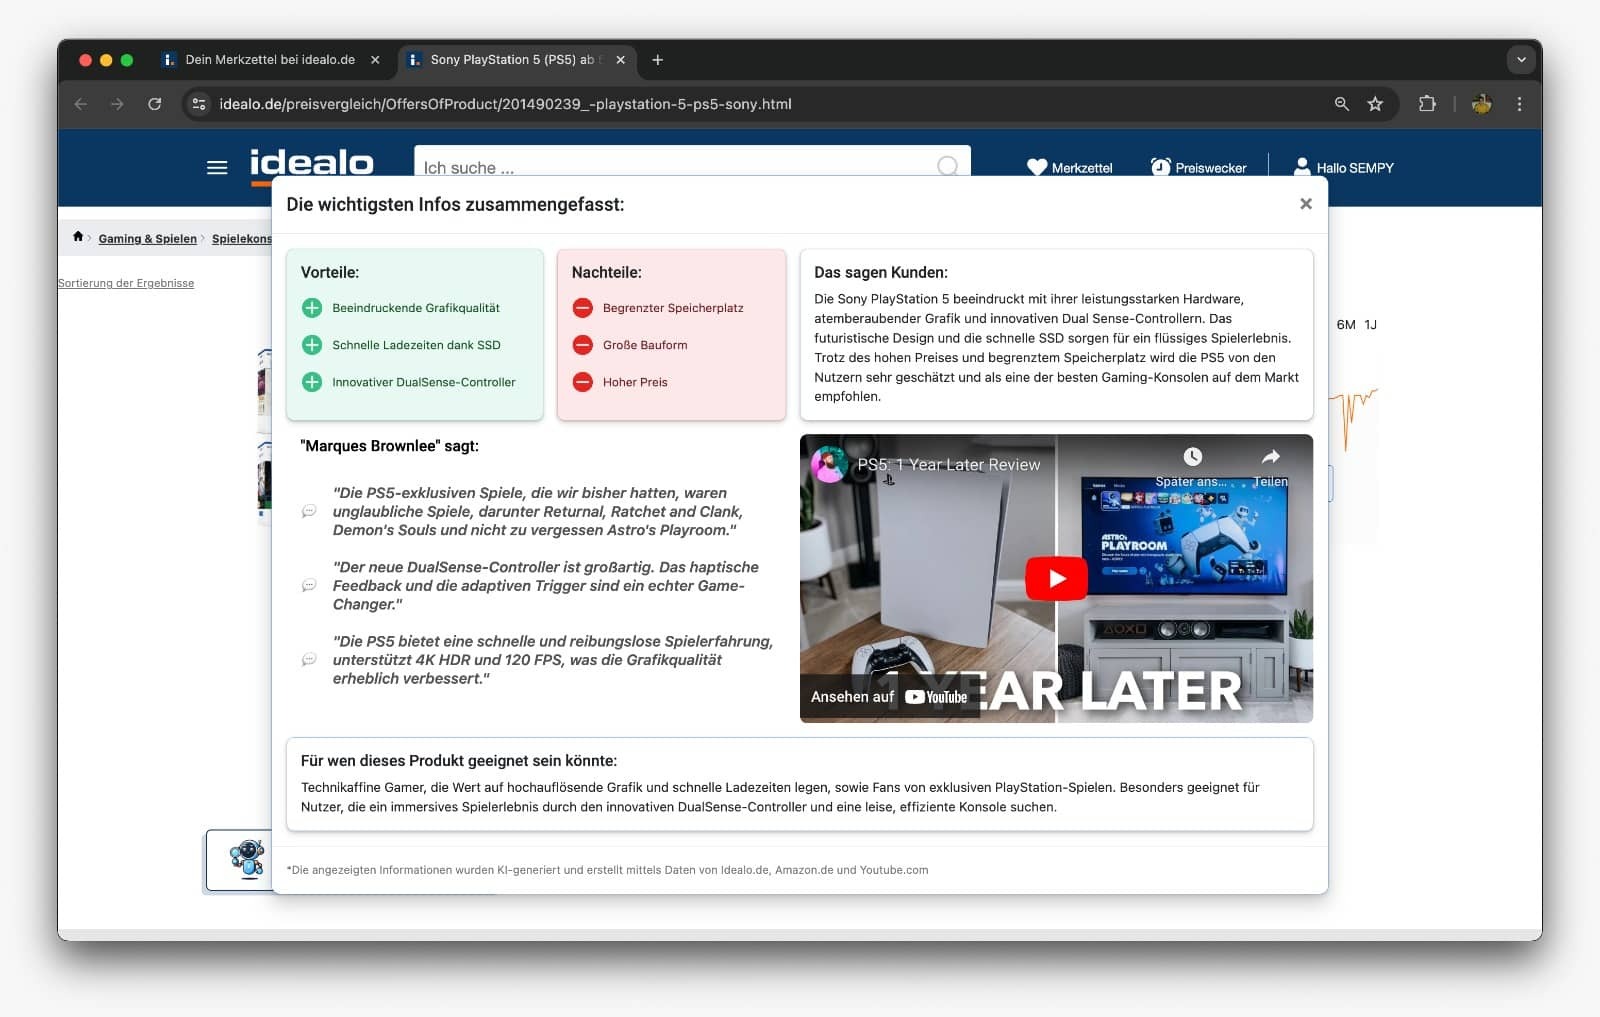 Dein Merkzettel bei idealo.de
Sony PlayStation 5 (PS5) ab
idealo.de/preisvergleich/OffersOfProduct/201490239_-playstation-5-ps5-sony.html
idealo
Ich suche ...
Merkzettel
Preiswecker
Hallo SEMPY
Gaming & Spielen
Spielekons
Sortierung der Ergebnisse
6M 1J
Die wichtigsten Infos zusammengefasst:
Vorteile:
Beeindruckende Grafikqualität
Schnelle Ladezeiten dank SSD
Innovativer DualSense-Controller
Nachteile:
Begrenzter Speicherplatz
Große Bauform
Hoher Preis
Das sagen Kunden:
Die Sony PlayStation 5 beeindruckt mit ihrer leistungsstarken Hardware,
atemberaubender Grafik und innovativen Dual Sense-Controllern. Das
futuristische Design und die schnelle SSD sorgen für ein flüssiges Spielerlebnis.
Trotz des hohen Preises und begrenztem Speicherplatz wird die PS5 von den
Nutzern sehr geschätzt und als eine der besten Gaming-Konsolen auf dem Markt
empfohlen.
"Marques Brownlee" sagt:
"Die PS5-exklusiven Spiele, die wir bisher hatten, waren
unglaubliche Spiele, darunter Returnal, Ratchet and Clank,
Demon's Souls und nicht zu vergessen Astro's Playroom."
"Der neue DualSense-Controller ist großartig. Das haptische
Feedback und die adaptiven Trigger sind ein echter Game-
Changer."
"Die PS5 bietet eine schnelle und reibungslose Spielerfahrung,
unterstützt 4K HDR und 120 FPS, was die Grafikqualität
erheblich verbessert."
PS5: 1 Year Later Review
Später ans...
Teilen
ASTRO's
PLAYROOM
1 YEAR LATER
Ansehen auf YouTube
Für wen dieses Produkt geeignet sein könnte:
Technikaffine Gamer, die Wert auf hochauflösende Grafik und schnelle Ladezeiten legen, sowie Fans von exklusiven PlayStation-Spielen. Besonders geeignet für
Nutzer, die ein immersives Spielerlebnis durch den innovativen DualSense-Controller und eine leise, effiziente Konsole suchen.
*Die angezeigten Informationen wurden KI-generiert und erstellt mittels Daten von Idealo.de, Amazon.de und Youtube.com